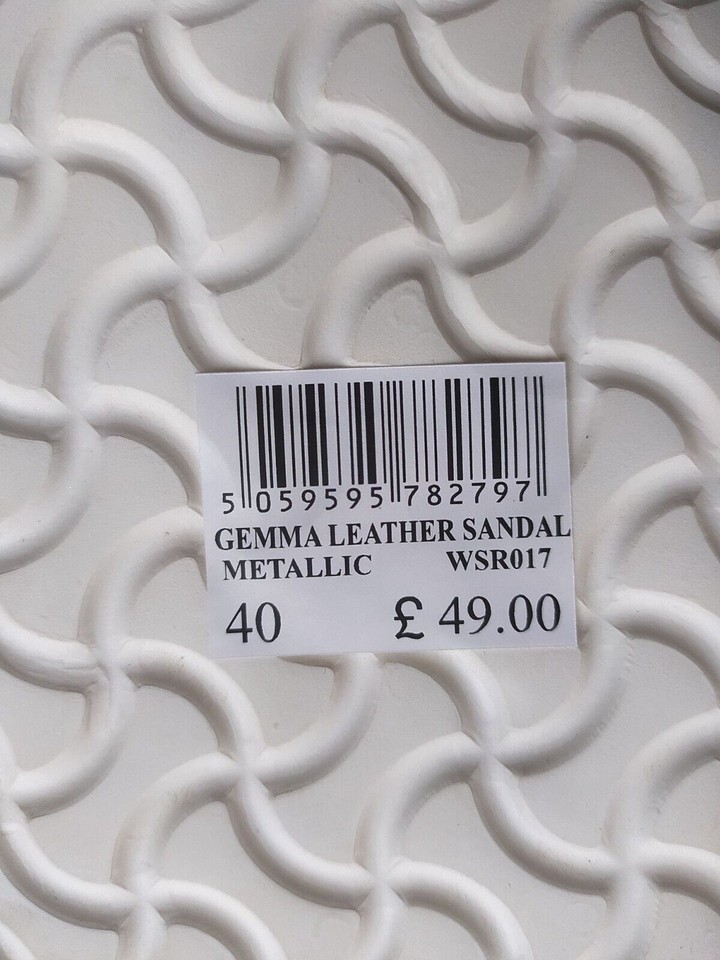 5 059595 782797
GEMMA LEATHER SANDAL
METALLIC WSR017
40 £ 49.00